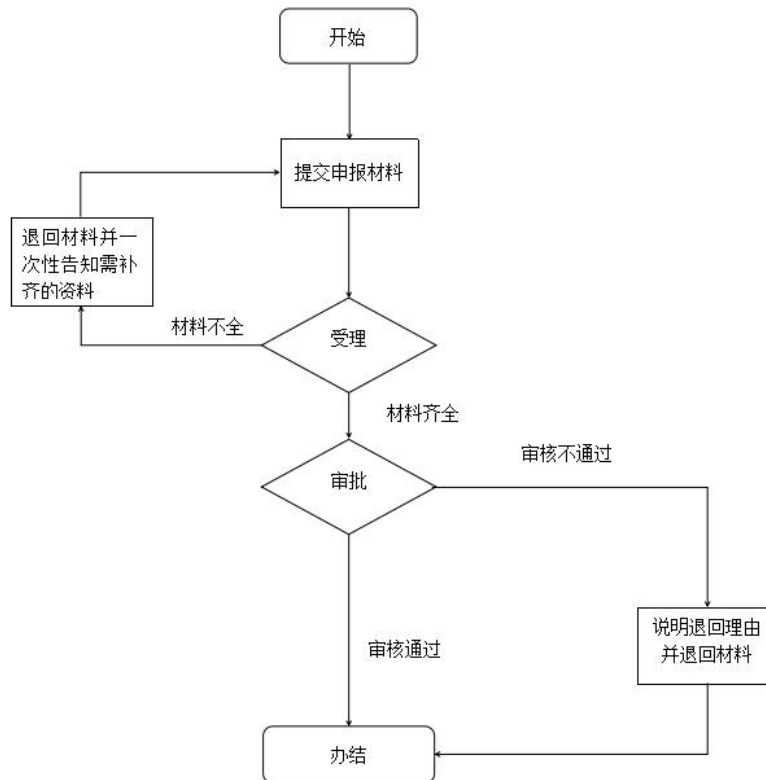 开始
提交申报材料
退回材料并一
次性告知需补
齐的资料
材料不全
受理
材料齐全
审批
审核不通过
说明退回理由
并退回材料
审核通过
办结